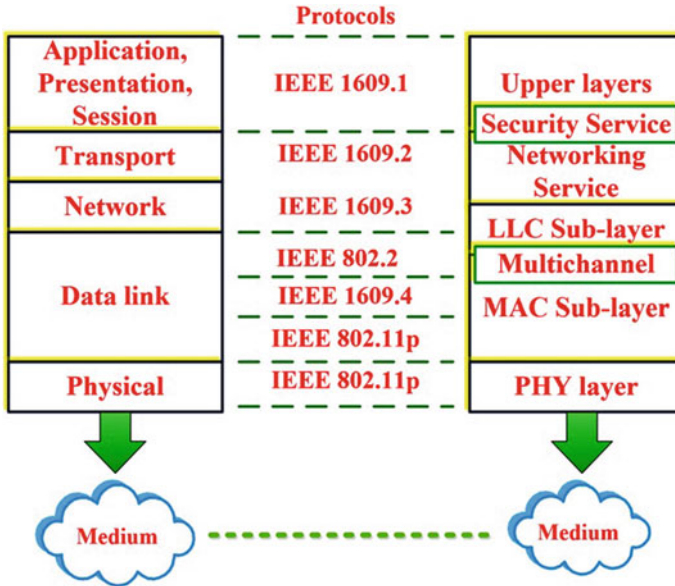 Protocols
Application,
Presentation,
Session
Transport
Network
Data link
Physical
Medium
IEEE 1609.1
IEEE 1609.2
IEEE 1609.3
IEEE 802.2
IEEE 1609.4
IEEE 802.11p
IEEE 802.11p
Upper layers
Security Service
Networking
Service
LLC Sub-layer
Multichannel
MAC Sub-layer
PHY layer
Medium